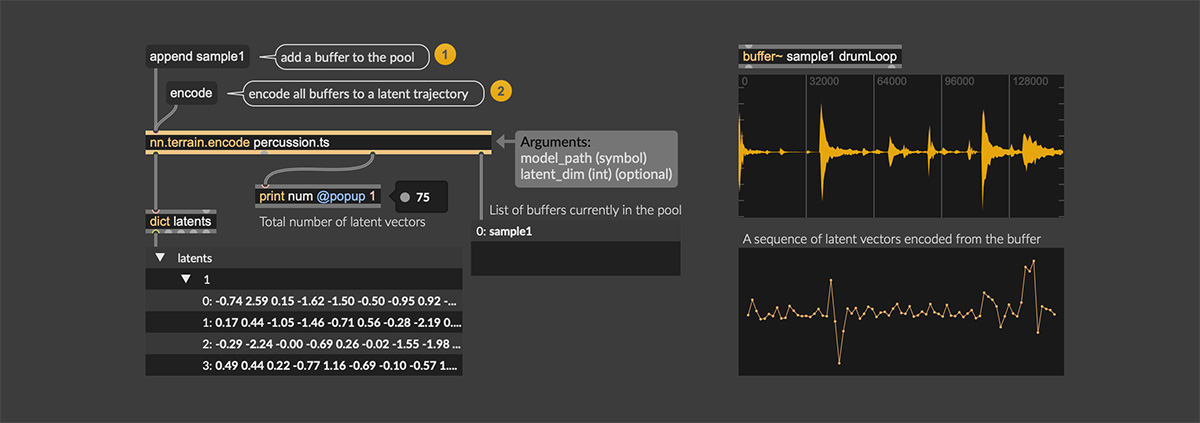 append sample1
add a buffer to the pool
1
encode
encode all buffers to a latent trajectory
2
nn.terrain.encode percussion.ts
Arguments:
model_path (symbol)
latent_dim (int) (optional)
print num @popup 1
75
Total number of latent vectors
List of buffers currently in the pool
0: sample1
dict latents
latents
1
0: -0.74 2.59 0.15 -1.62 -1.50 -0.50 -0.95 0.92 -...
1: 0.17 0.44 -1.05 -1.46 -0.71 0.56 -0.28 -2.19 0....
2: -0.29 -2.24 -0.00 -0.69 0.26 -0.02 -1.55 -1.98 ...
3: 0.49 0.44 0.22 -0.77 1.16 -0.69 -0.10 -0.57 1....
buffer~ sample1 drumLoop
0 32000 64000 96000 128000
A sequence of latent vectors encoded from the buffer